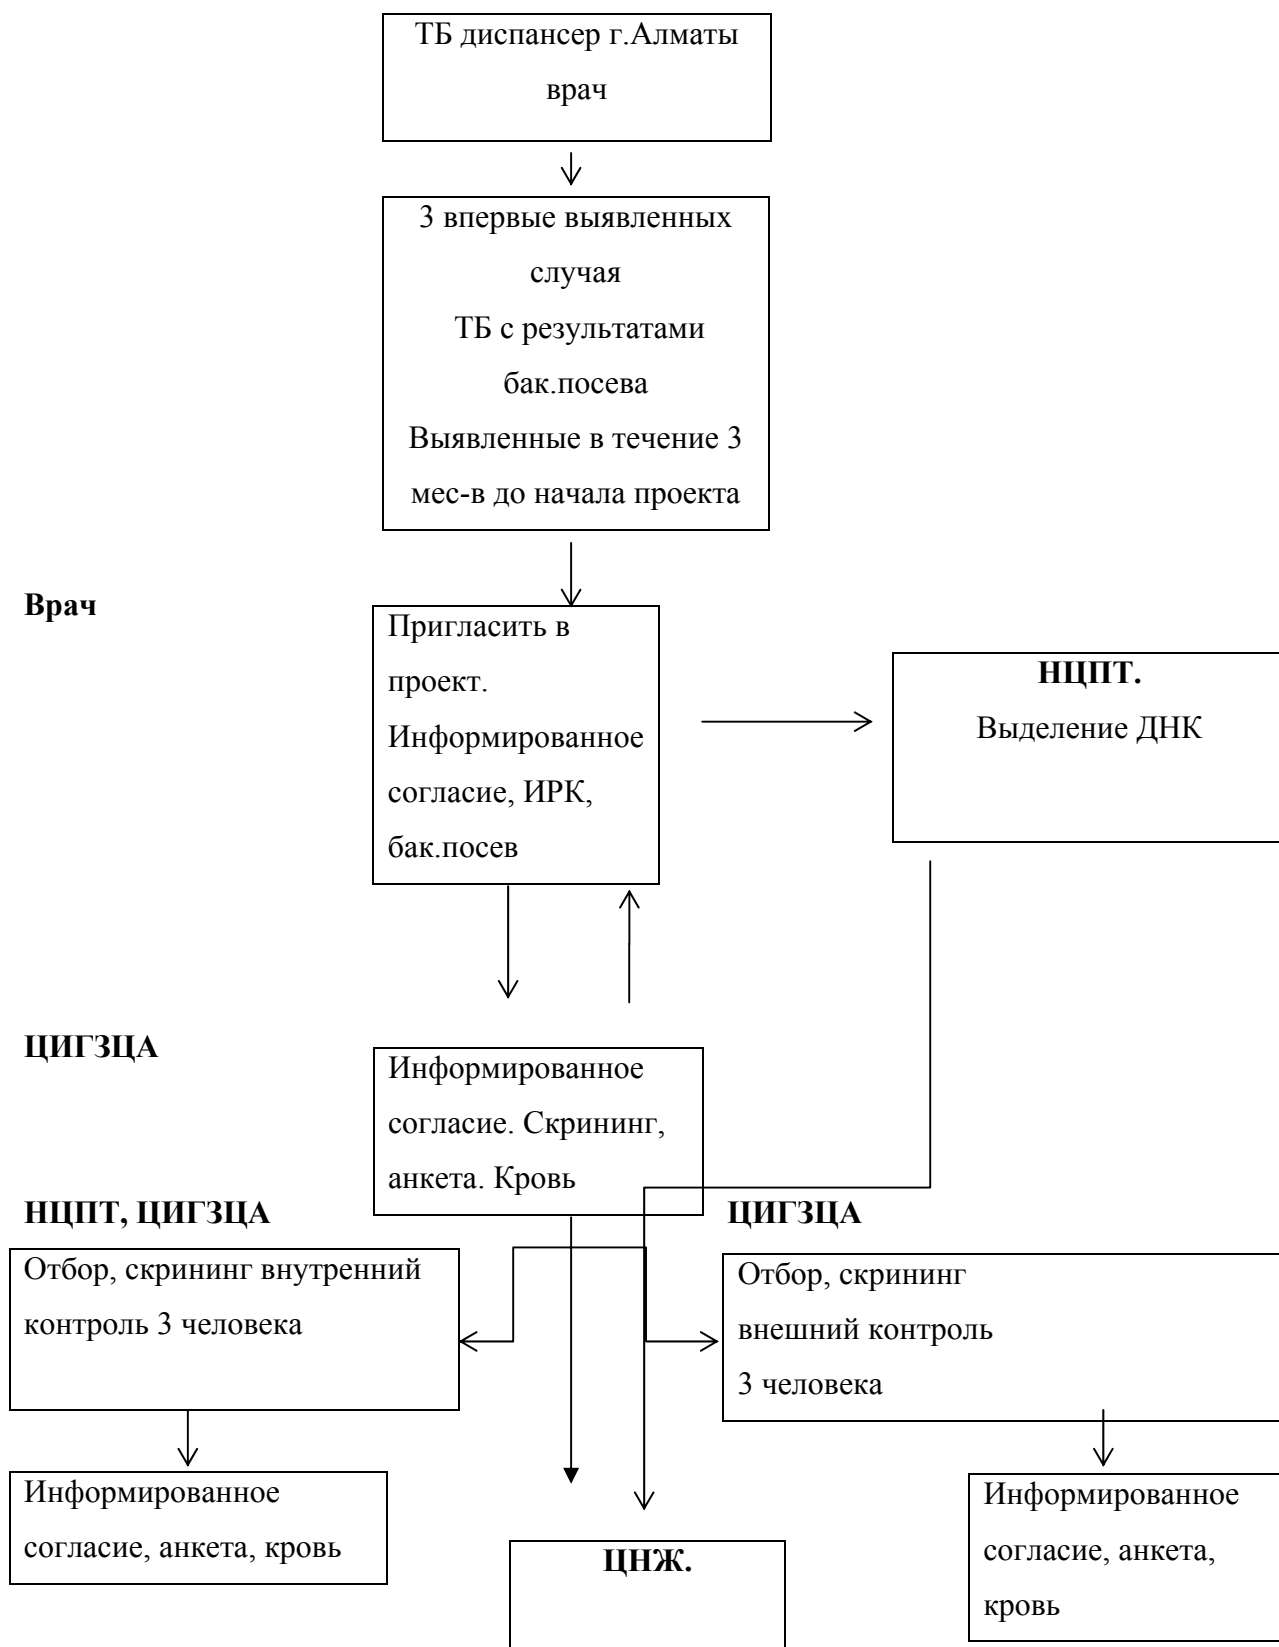 ТБ диспансер г.Алматы
врач
3 впервые выявленных
случая
ТБ с результатами
бак.посева
Выявленные в течение 3
мес-в до начала проекта
Врач
Пригласить в
проект.
Информированное
согласие, ИРК,
бак.посев
НЦПТ.
Выделение ДНК
ЦИГЗЦА
Информированное
согласие. Скрининг,
анкета. Кровь
НЦПТ, ЦИГЗЦА
ЦИГЗЦА
Отбор, скрининг внутренний
контроль 3 человека
Отбор, скрининг
внешний контроль
3 человека
Информированное
согласие, анкета, кровь
ЦНЖ.
Информированное
согласие, анкета,
кровь